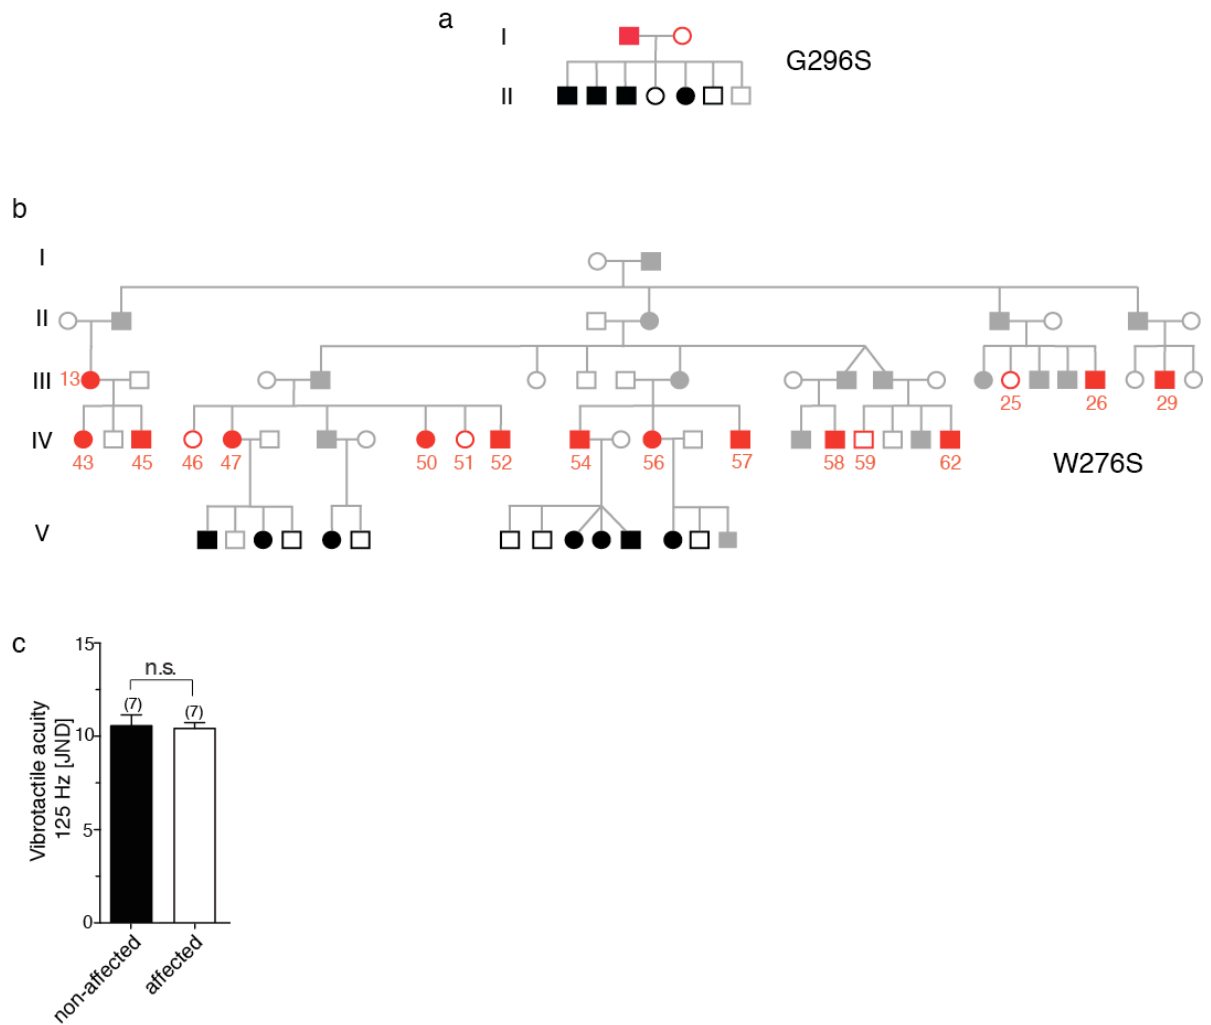 a
I
G296S
II
b
I
II
III 13
25 26 29
IV
43 45 46 47 50 51 52 54 56 57 58 59 62
W276S
V
c
Vibrotactile acuity
125 Hz [JND]
15
10
5
0
n.s.
(7) (7)
non-affected
affected